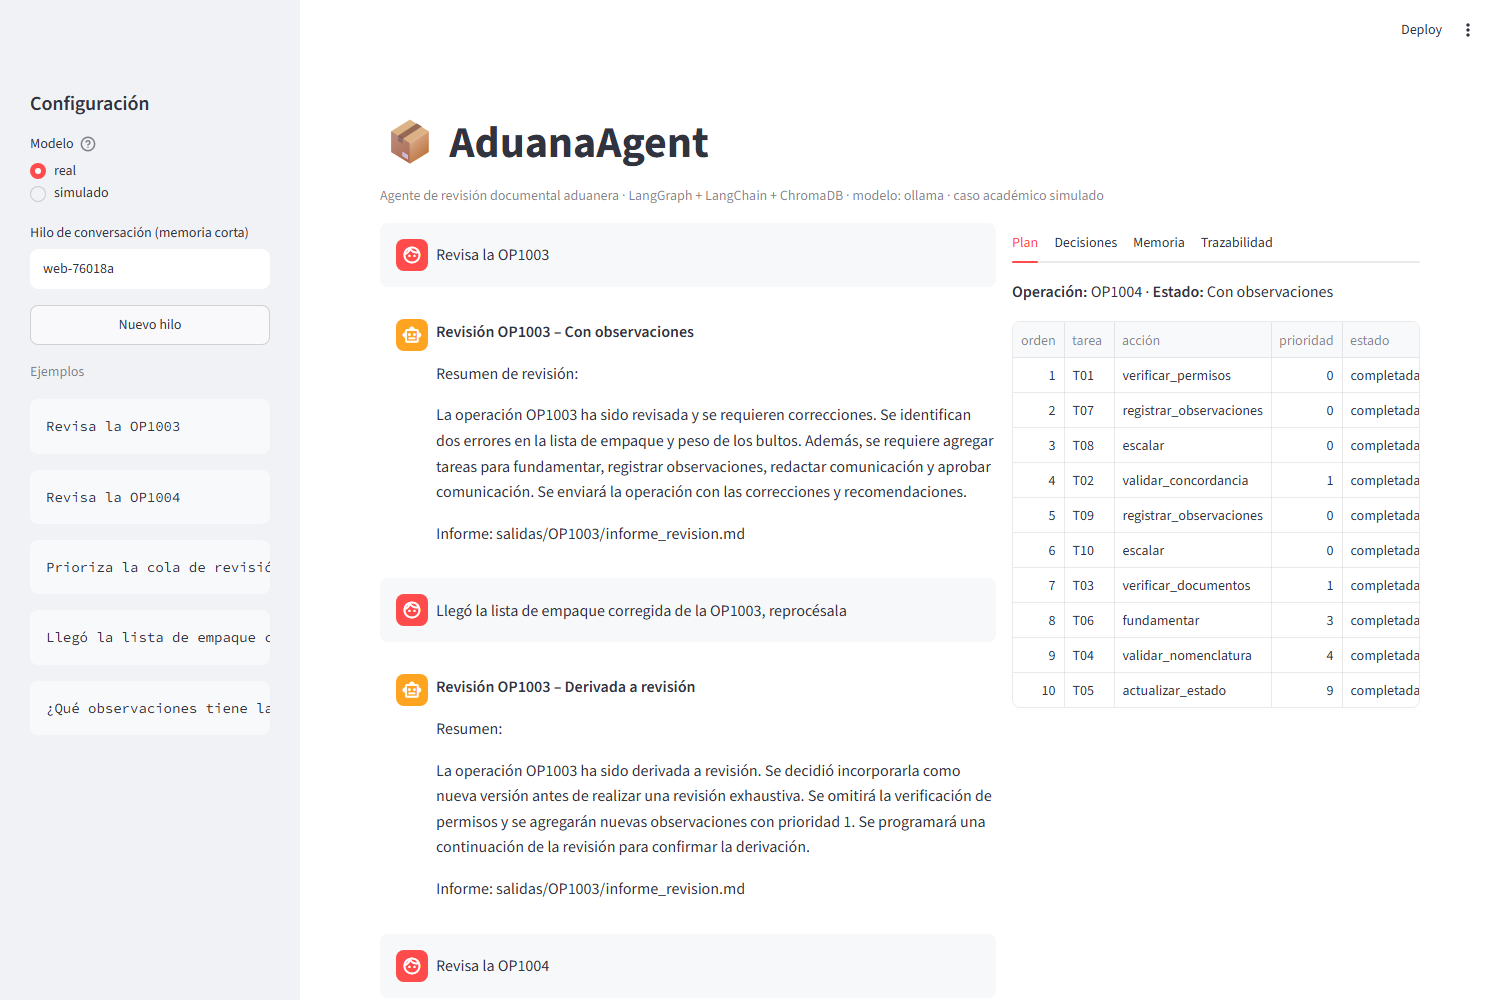 Deploy
Configuración
Modelo
real
simulado
Hilo de conversación (memoria corta)
web-76018a
Nuevo hilo
Ejemplos
Revisa la OP1003
Revisa la OP1004
Prioriza la cola de revisió
Llegó la lista de empaque c
¿Qué observaciones tiene la
AduanaAgent
Agente de revisión documental aduanera · LangGraph + LangChain + ChromaDB · modelo: ollama · caso académico simulado
Revisa la OP1003
Revisión OP1003 – Con observaciones
Resumen de revisión:
La operación OP1003 ha sido revisada y se requieren correcciones. Se identifican
dos errores en la lista de empaque y peso de los bultos. Además, se requiere agregar
tareas para fundamentar, registrar observaciones, redactar comunicación y aprobar
comunicación. Se enviará la operación con las correcciones y recomendaciones.
Informe: salidas/OP1003/informe_revision.md
Llegó la lista de empaque corregida de la OP1003, reprocésala
Revisión OP1003 – Derivada a revisión
Resumen:
La operación OP1003 ha sido derivada a revisión. Se decidió incorporarla como
nueva versión antes de realizar una revisión exhaustiva. Se omitirá la verificación de
permisos y se agregarán nuevas observaciones con prioridad 1. Se programará una
continuación de la revisión para confirmar la derivación.
Informe: salidas/OP1003/informe_revision.md
Revisa la OP1004
Plan Decisiones Memoria Trazabilidad
Operación: OP1004 · Estado: Con observaciones
orden tarea acción prioridad estado
1 T01 verificar_permisos 0 completada
2 T07 registrar_observaciones 0 completada
3 T08 escalar 0 completada
4 T02 validar_concordancia 1 completada
5 T09 registrar_observaciones 0 completada
6 T10 escalar 0 completada
7 T03 verificar_documentos 1 completada
8 T06 fundamentar 3 completada
9 T04 validar_nomenclatura 4 completada
10 T05 actualizar_estado 9 completada